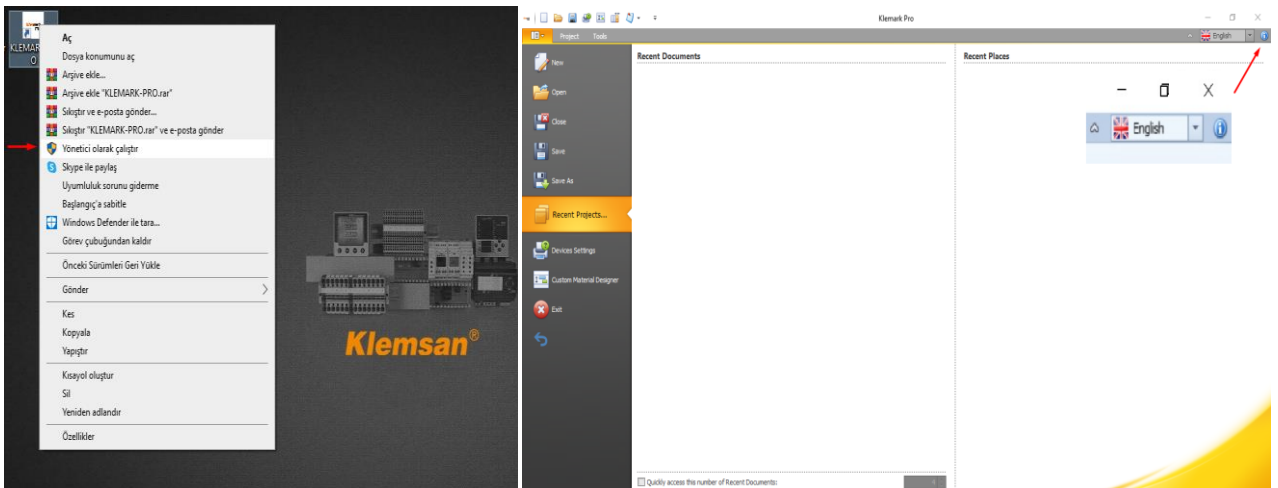 KLEMAR
0
Aç
Dosya konumunu aç
Arşive ekle...
Arşive ekle "KLEMARK-PRO.rar"
Sıkıştır ve e-posta gönder...
Sıkıştır "KLEMARK-PRO.rar" ve e-posta gönder
Yönetici olarak çalıştır
Skype ile paylaş
Uyumluluk sorunu giderme
Başlangıç'a sabitle
Windows Defender ile tara...
Görev çubuğundan kaldır
Önceki Sürümleri Geri Yükle
Gönder
Kes
Kopyala
Yapıştır
Kısayol oluştur
Sil
Yeniden adlandır
Özellikler
Klemsan®
Klemark Pro
Project Tools
English
New
Open
Close
Save
Save As
Recent Projects...
Devices Settings
Custom Material Designer
Exit
Recent Documents
Quickly access this number of Recent Documents:
Recent Places
English